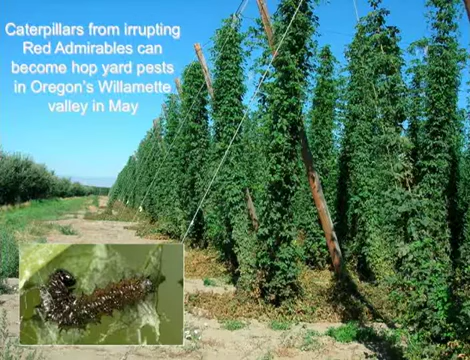 Caterpillars from irrupting
Red Admirables can
become hop yard pests
in Oregon's Willamette
valley in May